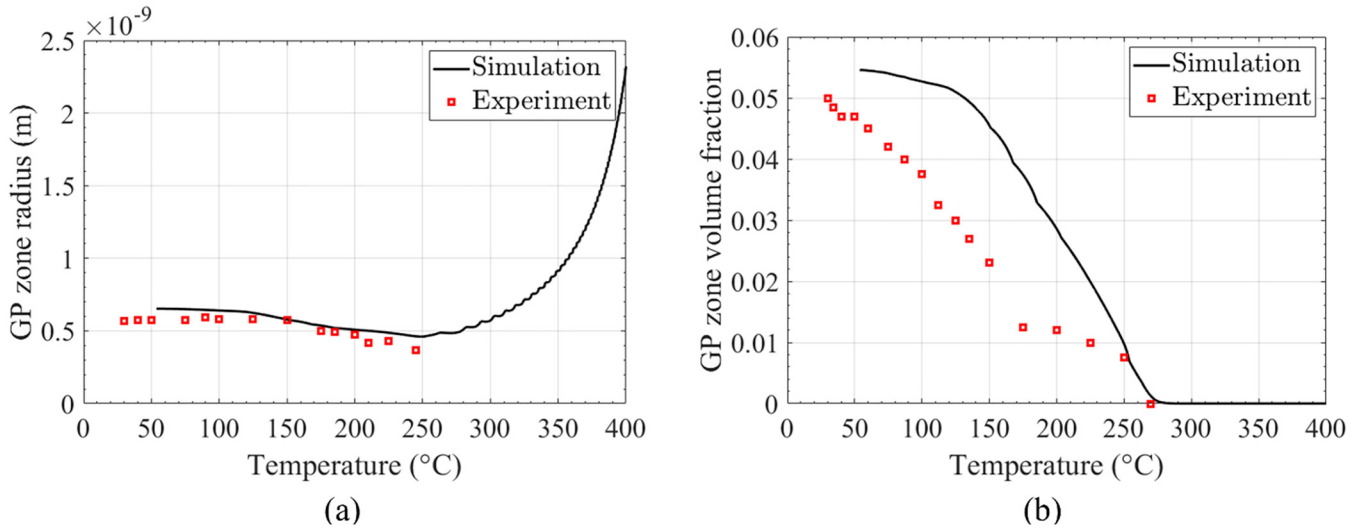 ×10⁻⁹
2.5
2
1.5
1
0.5
0
GP zone radius (m)
Simulation
Experiment
0 50 100 150 200 250 300 350 400
Temperature (°C)
(a)
0.06
0.05
0.04
0.03
0.02
0.01
0
GP zone volume fraction
Simulation
Experiment
0 50 100 150 200 250 300 350 400
Temperature (°C)
(b)